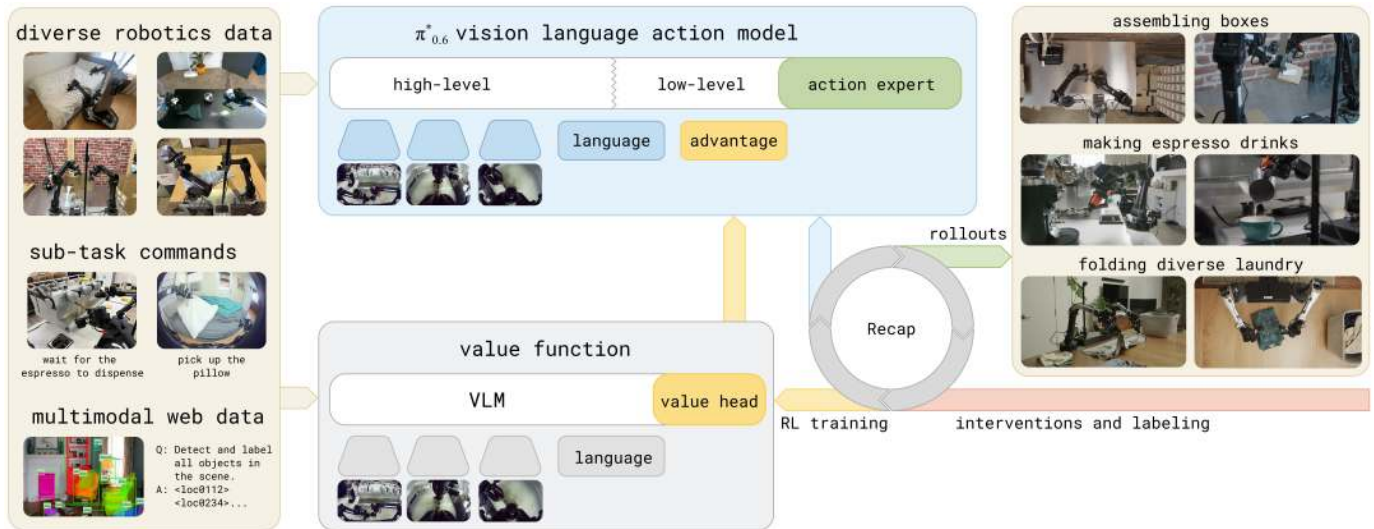 diverse robotics data
sub-task commands
wait for the
espresso to dispense
pick up the
pillow
multimodal web data
Q: Detect and label
all objects in
the scene.
A: <loc0112>
<loc0234>...
π*0.6 vision language action model
high-level
low-level
action expert
language
advantage
value function
VLM
value head
language
Recap
rollouts
RL training
interventions and labeling
assembling boxes
making espresso drinks
folding diverse laundry